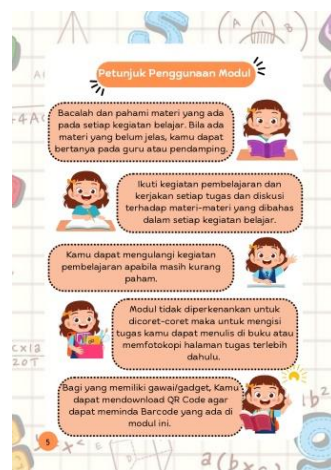 Petunjuk Penggunaan Modul
Bacalah dan pahami materi yang ada
pada setiap kegiatan belajar. Bila ada
materi yang belum jelas, kamu dapat
bertanya pada guru atau pendamping.
Ikuti kegiatan pembelajaran dan
kerjakan setiap tugas dan diskusi
terhadap materi-materi yang dibahas
dalam setiap kegiatan belajar.
Kamu dapat mengulangi kegiatan
pembelajaran apabila masih kurang
paham.
Modul tidak diperkenankan untuk
dicoret-coret maka untuk mengisi
tugas kamu dapat menulis di buku atau
memfotokopi halaman tugas terlebih
dahulu.
Bagi yang memiliki gawai/gadget, Kamu
dapat mendownload QR Code agar
dapat meminda Barcode yang ada di
modul ini.
5